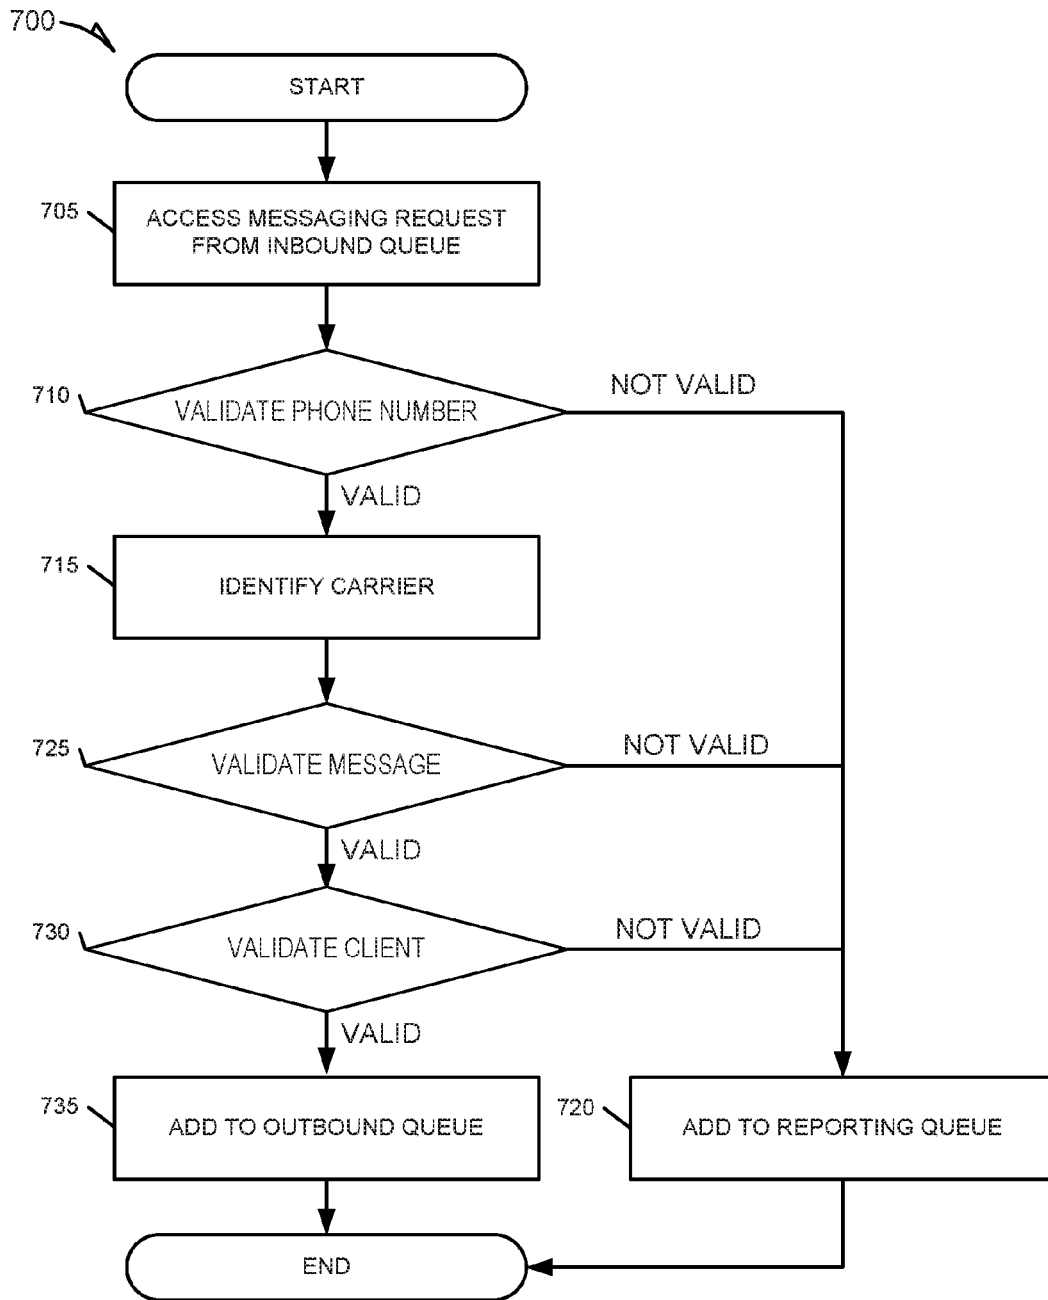 700
START
705
ACCESS MESSAGING REQUEST
FROM INBOUND QUEUE
710
VALIDATE PHONE NUMBER
NOT VALID
VALID
715
IDENTIFY CARRIER
725
VALIDATE MESSAGE
NOT VALID
VALID
730
VALIDATE CLIENT
NOT VALID
VALID
735
ADD TO OUTBOUND QUEUE
720
ADD TO REPORTING QUEUE
END